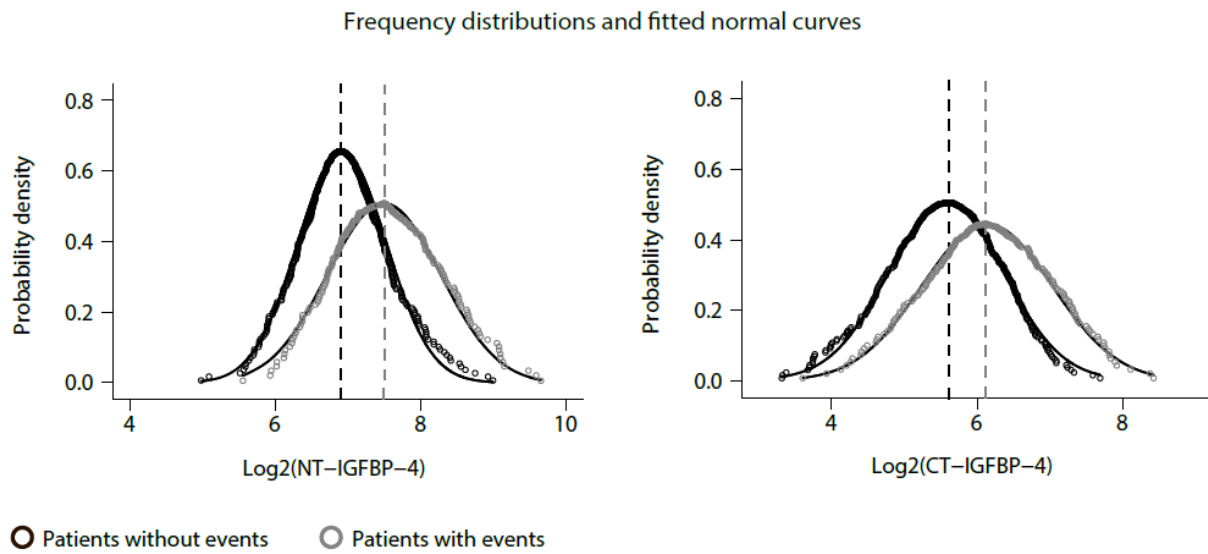 Frequency distributions and fitted normal curves
Probability density
0.8
0.6
0.4
0.2
0.0
4 6 8 10
Log2(NT–IGFBP–4)
Probability density
0.8
0.6
0.4
0.2
0.0
4 6 8
Log2(CT–IGFBP–4)
Patients without events
Patients with events